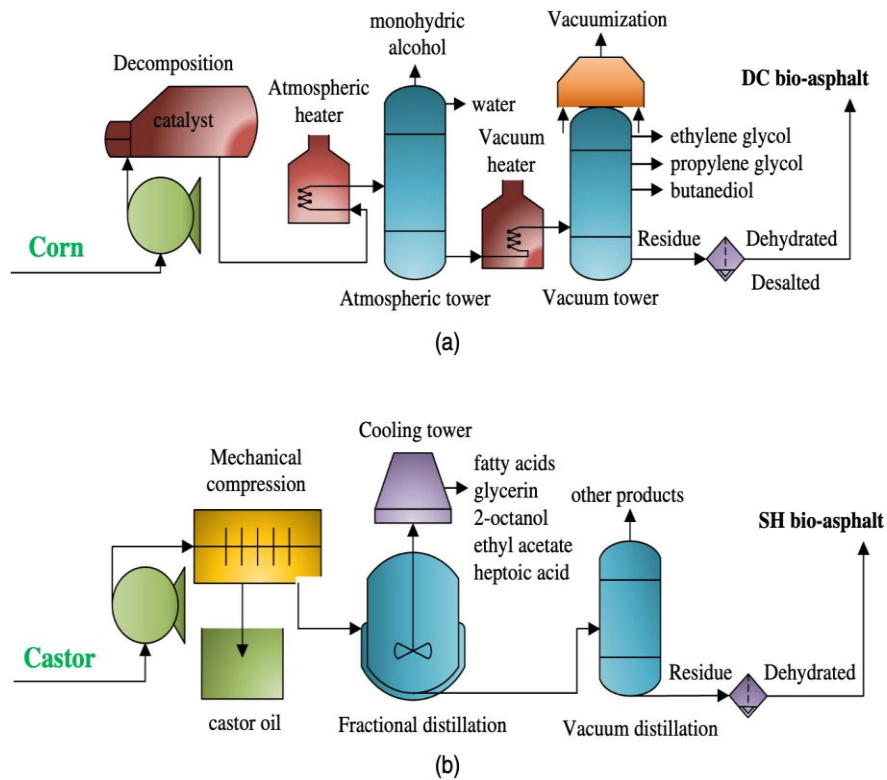 monohydric
alcohol
Vacuumization
Decomposition
Atmospheric
heater
DC bio-asphalt
catalyst
water
Vacuum
heater
ethylene glycol
propylene glycol
butanediol
Corn
Residue
Dehydrated
Desalted
Atmospheric tower
Vacuum tower
(a)
Cooling tower
Mechanical
compression
fatty acids
glycerin
2-octanol
ethyl acetate
heptoic acid
other products
SH bio-asphalt
Castor
Residue
Dehydrated
castor oil
Fractional distillation
Vacuum distillation
(b)